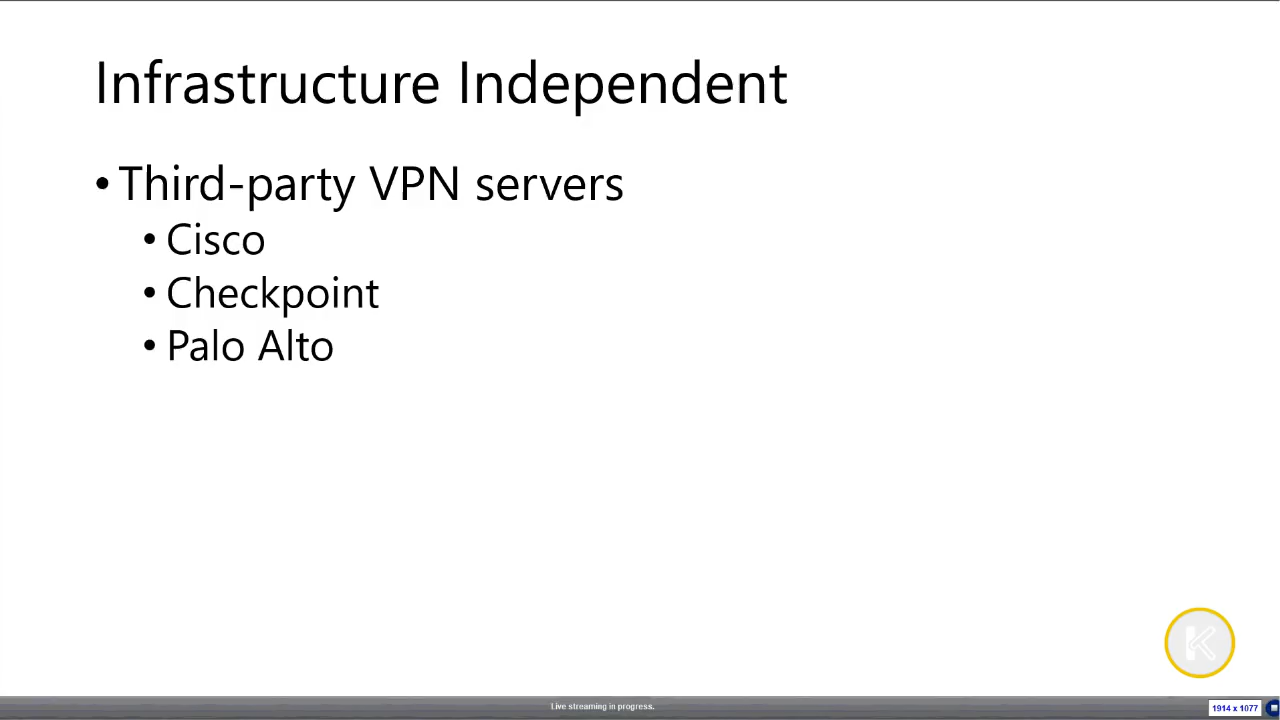 Infrastructure Independent
• Third-party VPN servers
• Cisco
• Checkpoint
• Palo Alto
K
Live streaming in progress.
1914 x 1077